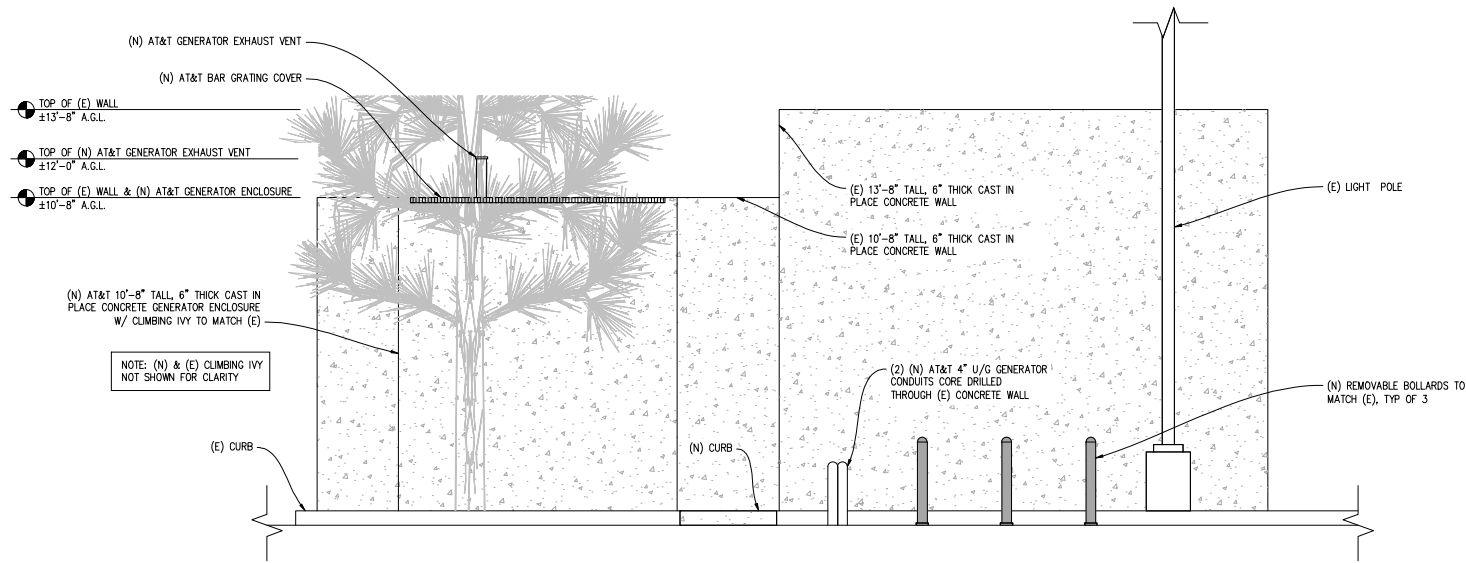 (N) AT&T GENERATOR EXHAUST VENT
(N) AT&T BAR GRATING COVER
TOP OF (E) WALL
±13'-8" A.G.L.
TOP OF (N) AT&T GENERATOR EXHAUST VENT
±12'-0" A.G.L.
TOP OF (E) WALL & (N) AT&T GENERATOR ENCLOSURE
±10'-8" A.G.L.
(E) 13'-8" TALL, 6" THICK CAST IN
PLACE CONCRETE WALL
(E) LIGHT POLE
(E) 10'-8" TALL, 6" THICK CAST IN
PLACE CONCRETE WALL
(N) AT&T 10'-8" TALL, 6" THICK CAST IN
PLACE CONCRETE GENERATOR ENCLOSURE
W/ CLIMBING IVY TO MATCH (E)
NOTE: (N) & (E) CLIMBING IVY
NOT SHOWN FOR CLARITY
(2) (N) AT&T 4" U/G GENERATOR
CONDUITS CORE DRILLED
THROUGH (E) CONCRETE WALL
(N) REMOVABLE BOLLARDS TO
MATCH (E), TYP OF 3
(E) CURB
(N) CURB